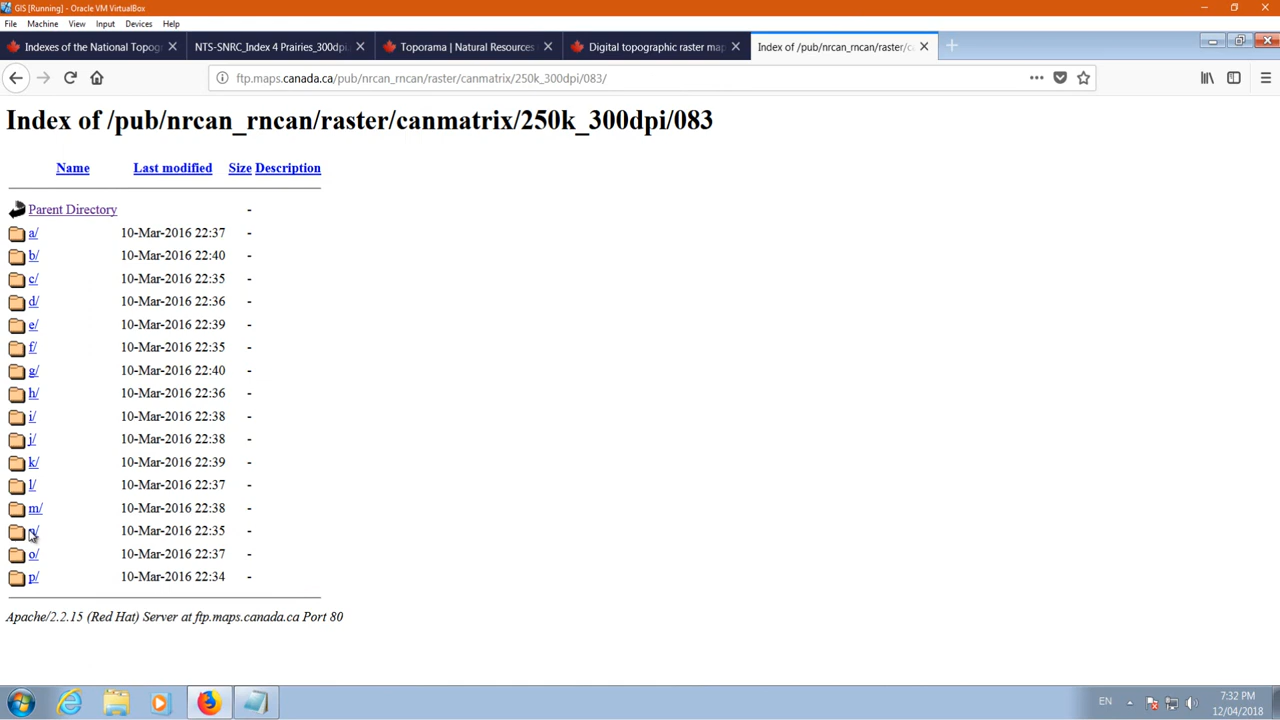 GIS [Running] - Oracle VM VirtualBox
File Machine View Input Devices Help
Indexes of the National Topog
NTS-SNRC_Index 4 Prairies_300dpi
Toporama | Natural Resources
Digital topographic raster map
Index of /pub/nrcan_rncan/raster/c
ftp.maps.canada.ca/pub/nrcan_rncan/raster/canmatrix/250k_300dpi/083/
Index of /pub/nrcan_rncan/raster/canmatrix/250k_300dpi/083
Name Last modified Size Description
Parent Directory -
a/ 10-Mar-2016 22:37 -
b/ 10-Mar-2016 22:40 -
c/ 10-Mar-2016 22:35 -
d/ 10-Mar-2016 22:36 -
e/ 10-Mar-2016 22:39 -
f/ 10-Mar-2016 22:35 -
g/ 10-Mar-2016 22:40 -
h/ 10-Mar-2016 22:36 -
i/ 10-Mar-2016 22:38 -
j/ 10-Mar-2016 22:38 -
k/ 10-Mar-2016 22:39 -
l/ 10-Mar-2016 22:37 -
m/ 10-Mar-2016 22:38 -
n/ 10-Mar-2016 22:35 -
o/ 10-Mar-2016 22:37 -
p/ 10-Mar-2016 22:34 -
Apache/2.2.15 (Red Hat) Server at ftp.maps.canada.ca Port 80
EN
7:32 PM
12/04/2018